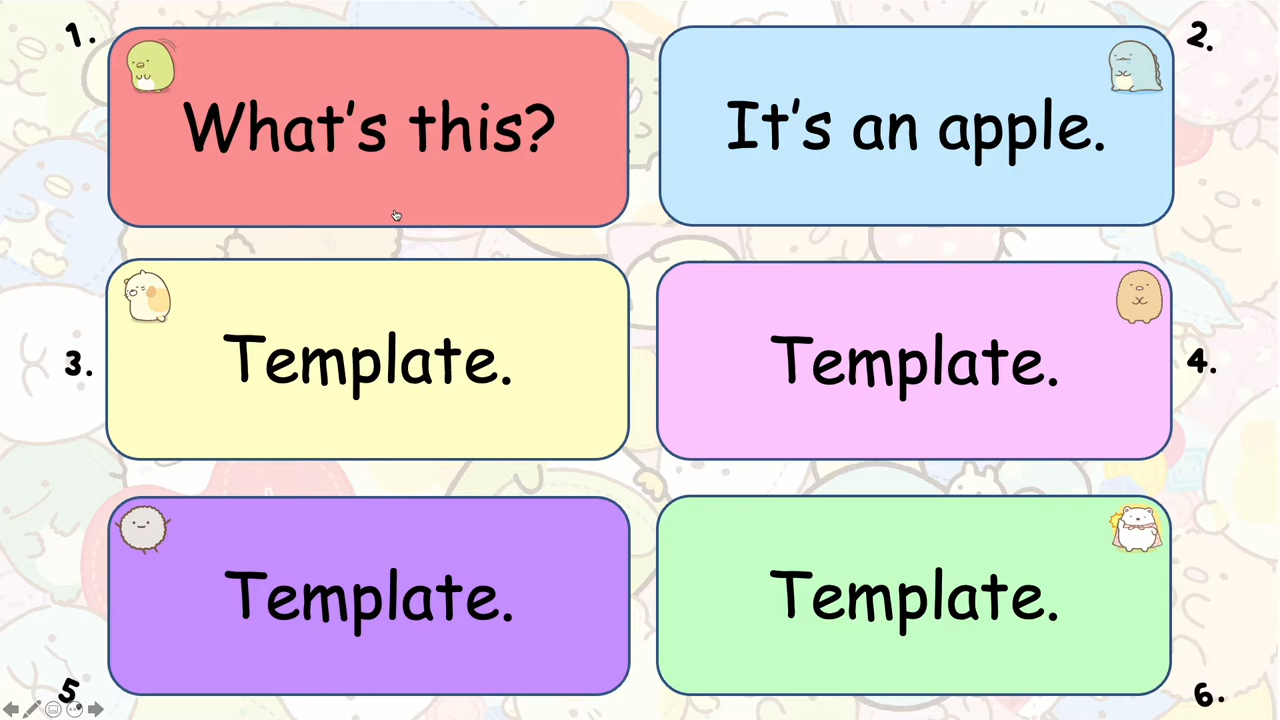 1.
What's this?
2.
It's an apple.
3.
Template.
4.
Template.
5
Template.
6.
Template.